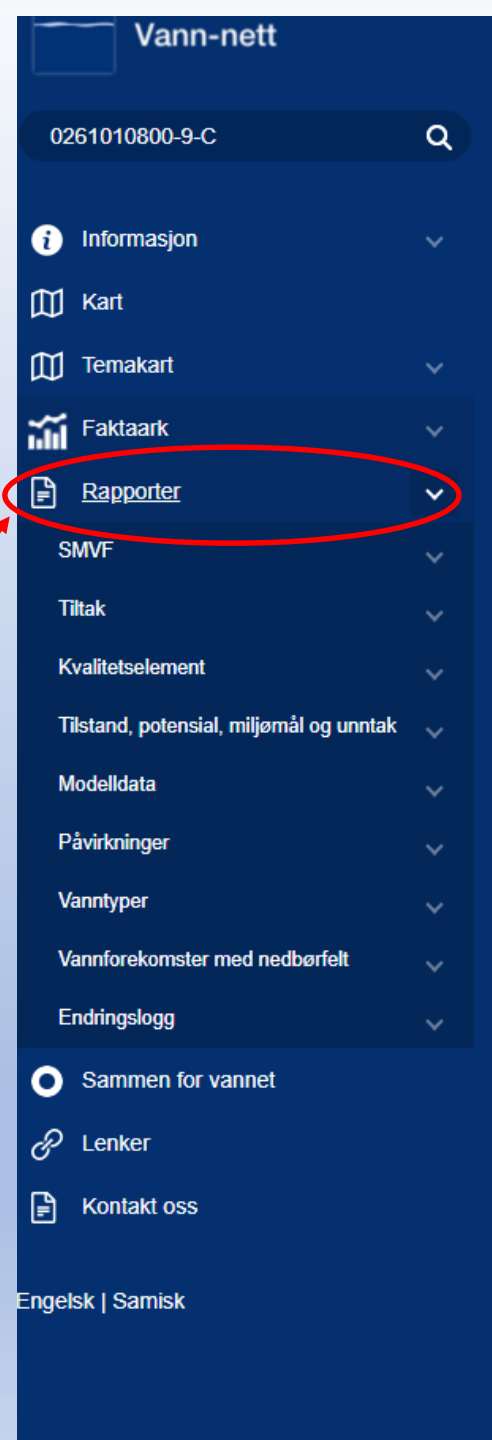 Vann-nett
0261010800-9-C
Informasjon
Kart
Temakart
Faktaark
Rapporter
SMVF
Tiltak
Kvalitetselement
Tilstand, potensial, miljømål og unntak
Modelldata
Påvirkninger
Vanntyper
Vannforekomster med nedbørfelt
Endringslogg
Sammen for vannet
Lenker
Kontakt oss
Engelsk | Samisk